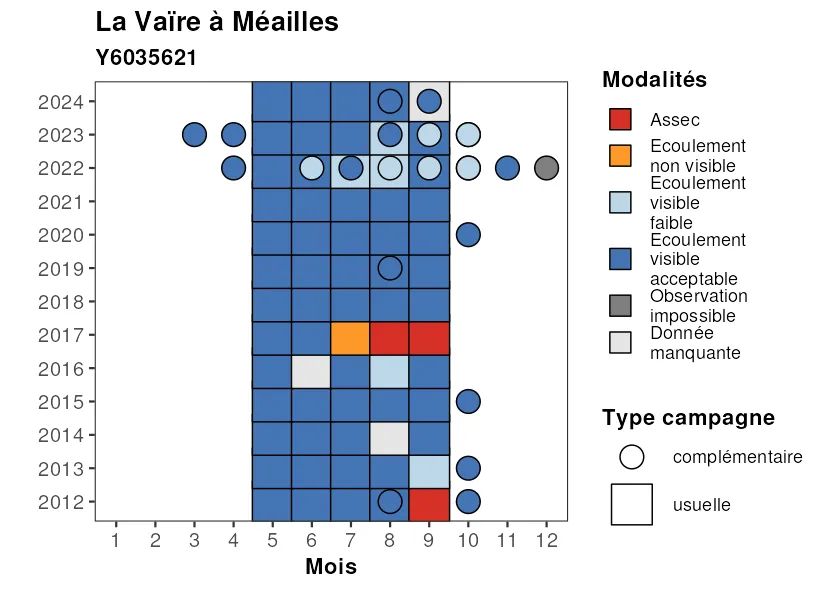 La Vaïre à Méailles
Y6035621
2024
2023
2022
2021
2020
2019
2018
2017
2016
2015
2014
2013
2012
1 2 3 4 5 6 7 8 9 10 11 12
Mois
Modalités
Assec
Ecoulement
non visible
Ecoulement
visible
faible
Ecoulement
visible
acceptable
Observation
impossible
Donnée
manquante
Type campagne
complémentaire
usuelle